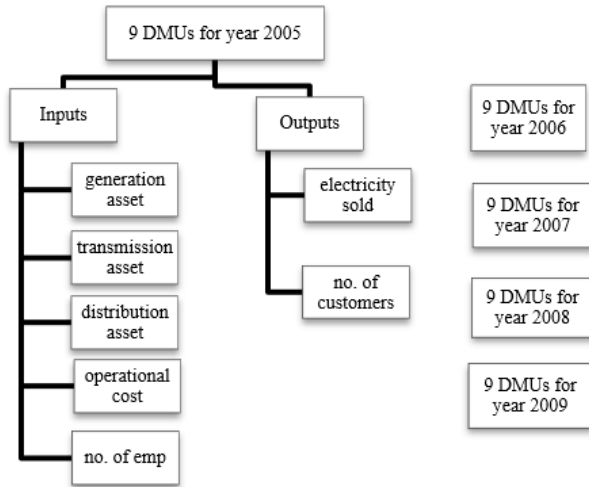 9 DMUs for year 2005
Inputs
Outputs
generation
asset
transmission
asset
distribution
asset
operational
cost
no. of emp
electricity
sold
no. of
customers
9 DMUs for
year 2006
9 DMUs for
year 2007
9 DMUs for
year 2008
9 DMUs for
year 2009